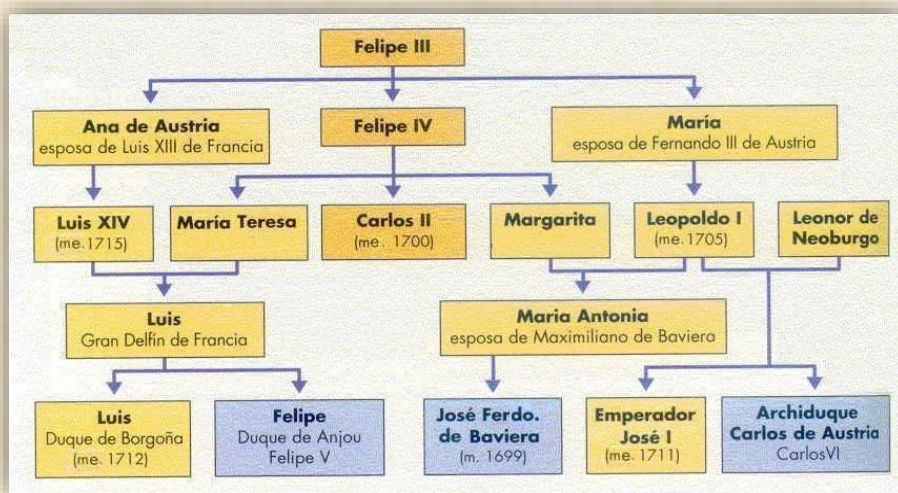 Felipe III
Ana de Austria
esposa de Luis XIII de Francia
Felipe IV
María
esposa de Fernando III de Austria
Luis XIV
(me.1715)
María Teresa
Carlos II
(me. 1700)
Margarita
Leopoldo I
(me.1705)
Leonor de
Neoburgo
Luis
Gran Delfín de Francia
Maria Antonia
esposa de Maximiliano de Baviera
Luis
Duque de Borgoña
(me. 1712)
Felipe
Duque de Anjou
Felipe V
José Ferdo.
de Baviera
(m. 1699)
Emperador
José I
(me.1711)
Archiduque
Carlos de Austria
CarlosVI